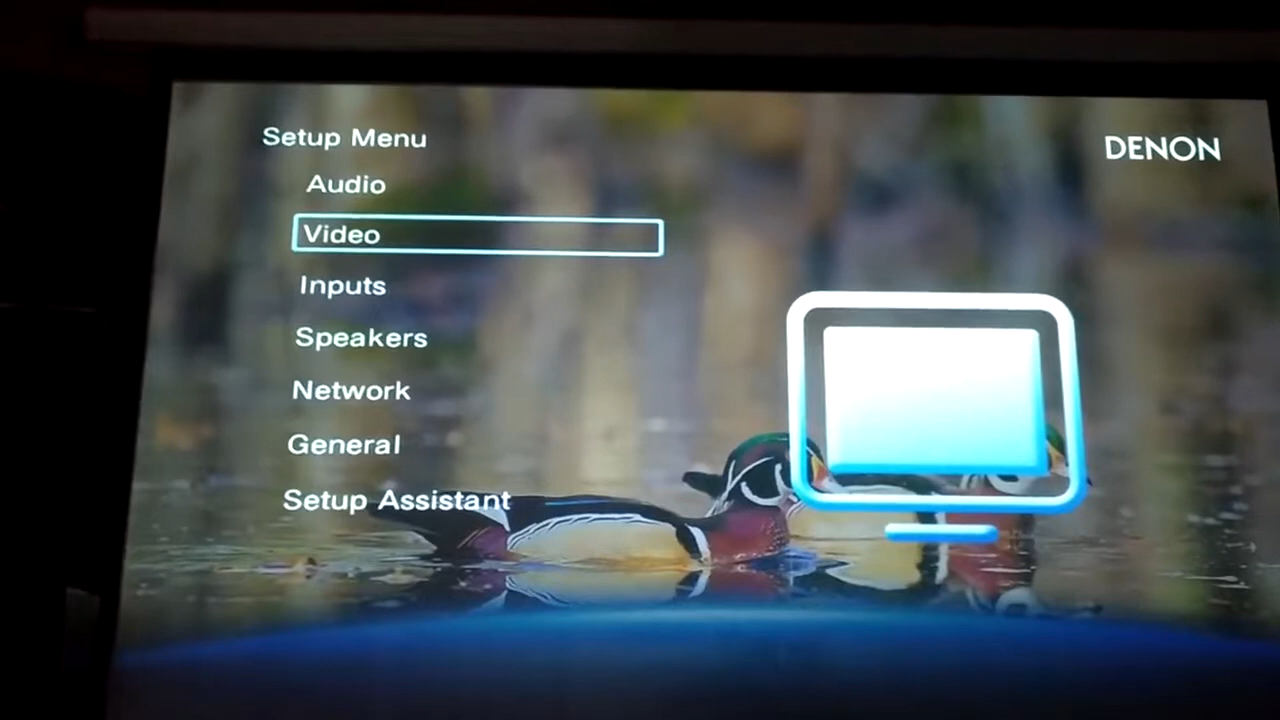 Setup Menu
DENON
Audio
Video
Inputs
Speakers
Network
General
Setup Assistant